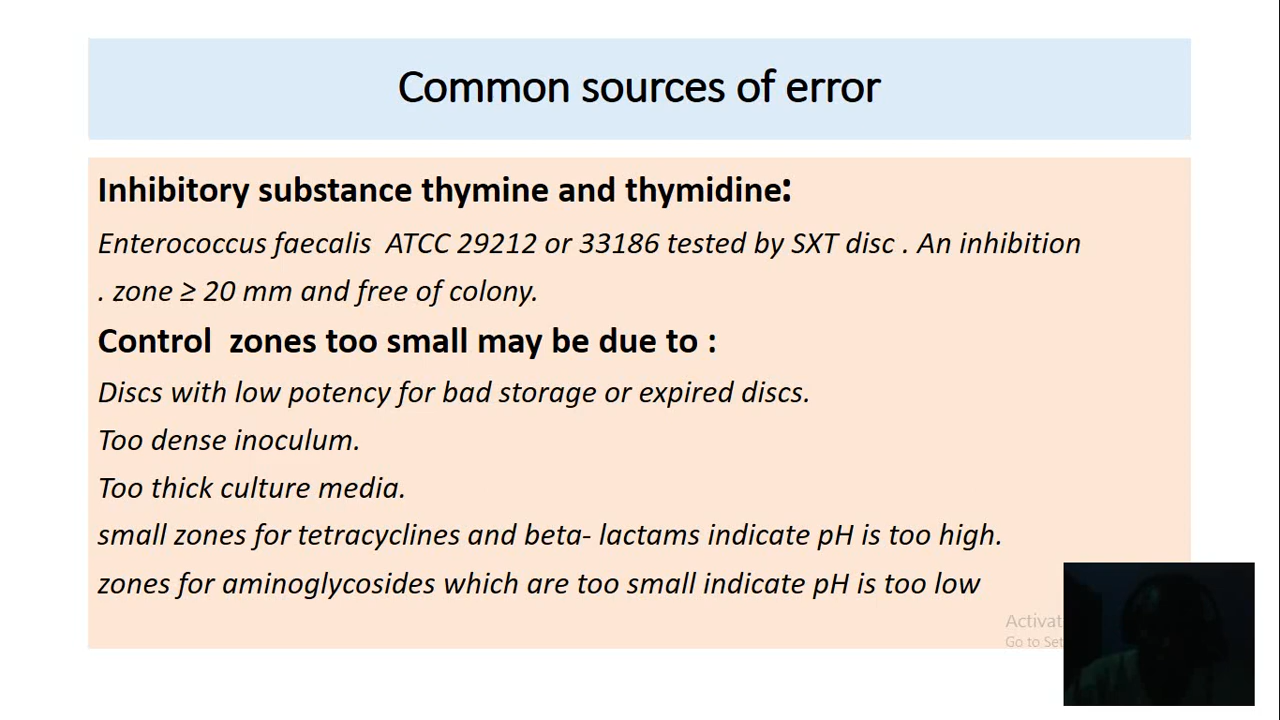 Common sources of error
Inhibitory substance thymine and thymidine:
Enterococcus faecalis ATCC 29212 or 33186 tested by SXT disc . An inhibition
. zone ≥ 20 mm and free of colony.
Control zones too small may be due to :
Discs with low potency for bad storage or expired discs.
Too dense inoculum.
Too thick culture media.
small zones for tetracyclines and beta- lactams indicate pH is too high.
zones for aminoglycosides which are too small indicate pH is too low
Activat
Go to Set